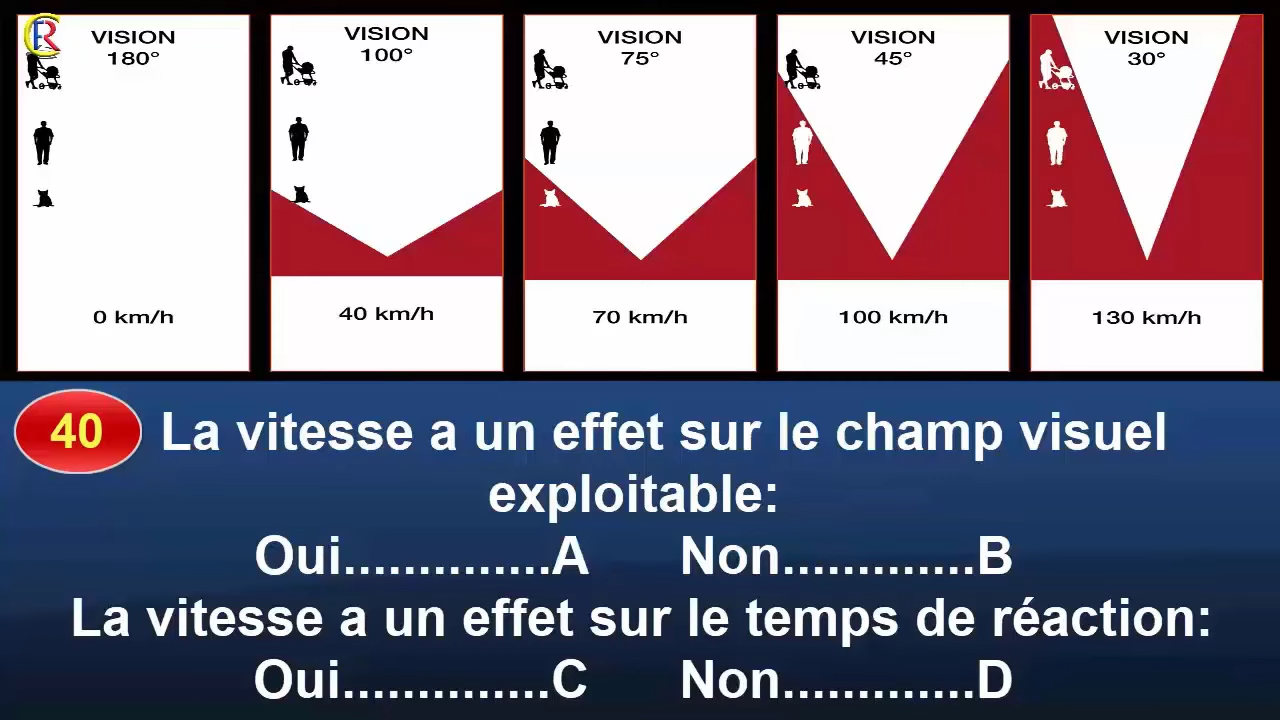 CER
VISION
180°
VISION
100°
VISION
75°
VISION
45°
VISION
30°
0 km/h
40 km/h
70 km/h
100 km/h
130 km/h
40 La vitesse a un effet sur le champ visuel
exploitable:
Oui..............A Non.............B
La vitesse a un effet sur le temps de réaction:
Oui..............C Non.............D